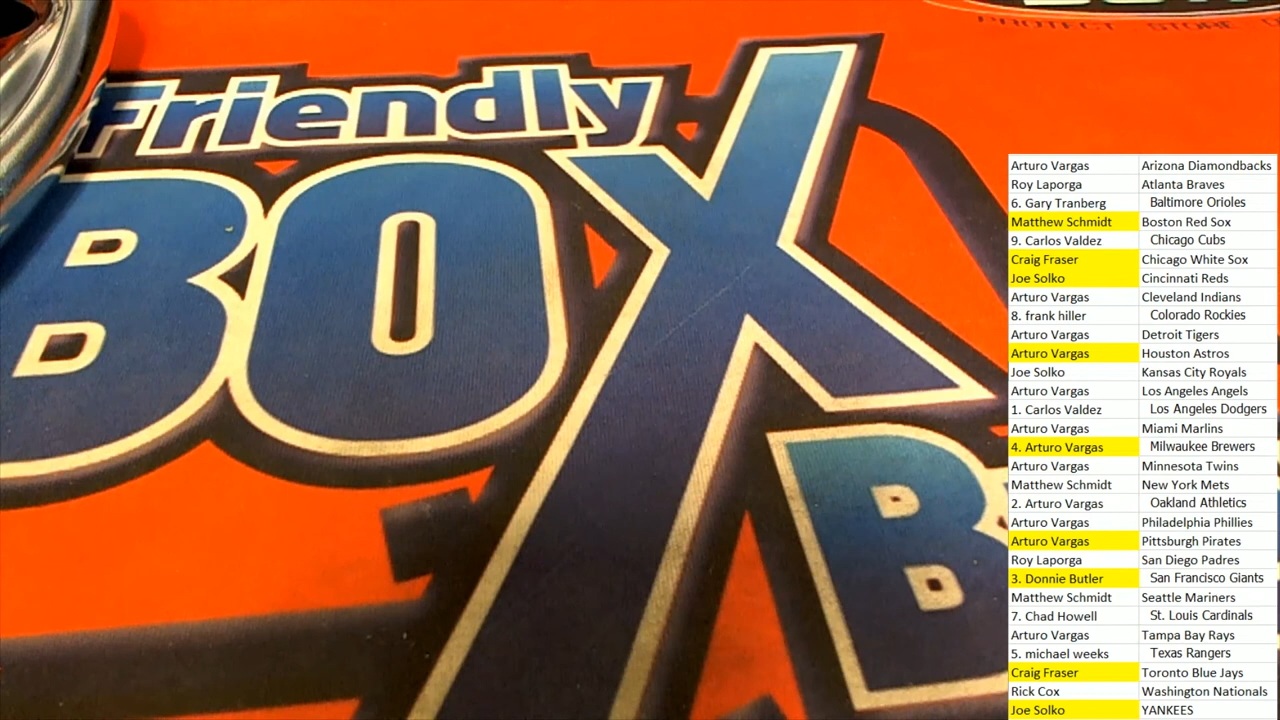 PROTECT STORE
Friendly
BOX
B
Arturo Vargas Arizona Diamondbacks
Roy Laporga Atlanta Braves
6. Gary Tranberg Baltimore Orioles
Matthew Schmidt Boston Red Sox
9. Carlos Valdez Chicago Cubs
Craig Fraser Chicago White Sox
Joe Solko Cincinnati Reds
Arturo Vargas Cleveland Indians
8. frank hiller Colorado Rockies
Arturo Vargas Detroit Tigers
Arturo Vargas Houston Astros
Joe Solko Kansas City Royals
Arturo Vargas Los Angeles Angels
1. Carlos Valdez Los Angeles Dodgers
Arturo Vargas Miami Marlins
4. Arturo Vargas Milwaukee Brewers
Arturo Vargas Minnesota Twins
Matthew Schmidt New York Mets
2. Arturo Vargas Oakland Athletics
Arturo Vargas Philadelphia Phillies
Arturo Vargas Pittsburgh Pirates
Roy Laporga San Diego Padres
3. Donnie Butler San Francisco Giants
Matthew Schmidt Seattle Mariners
7. Chad Howell St. Louis Cardinals
Arturo Vargas Tampa Bay Rays
5. michael weeks Texas Rangers
Craig Fraser Toronto Blue Jays
Rick Cox Washington Nationals
Joe Solko YANKEES